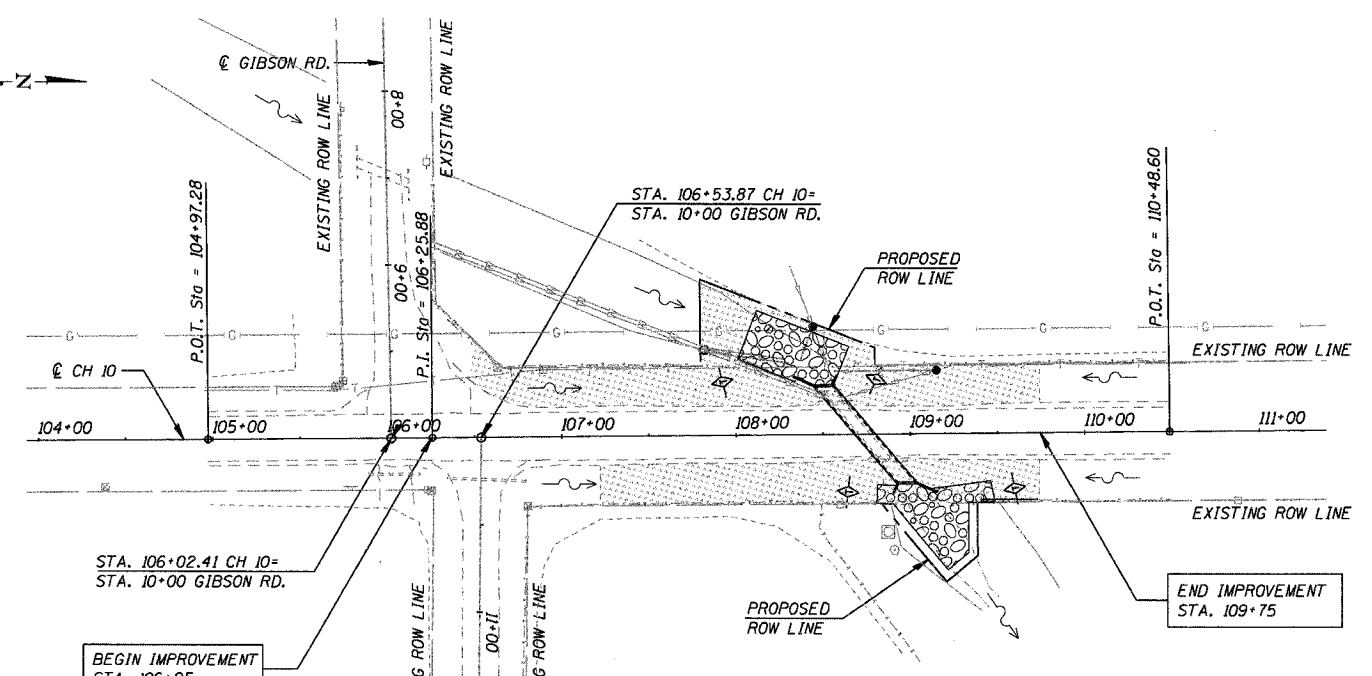 ℄ GIBSON RD.
N
EXISTING ROW LINE
EXISTING ROW LINE
8+00
9+00
P.O.T. Sta = 104+97.28
P.I. Sta = 106+25.88
STA. 106+53.87 CH 10=
STA. 10+00 GIBSON RD.
PROPOSED
ROW LINE
P.O.T. Sta = 110+48.60
G G G G G G G G
EXISTING ROW LINE
℄ CH 10
104+00 105+00 106+00 107+00 108+00 109+00 110+00 111+00
EXISTING ROW LINE
STA. 106+02.41 CH 10=
STA. 10+00 GIBSON RD.
PROPOSED
ROW LINE
END IMPROVEMENT
STA. 109+75
11+00
G ROW LINE
G ROW LINE
BEGIN IMPROVEMENT